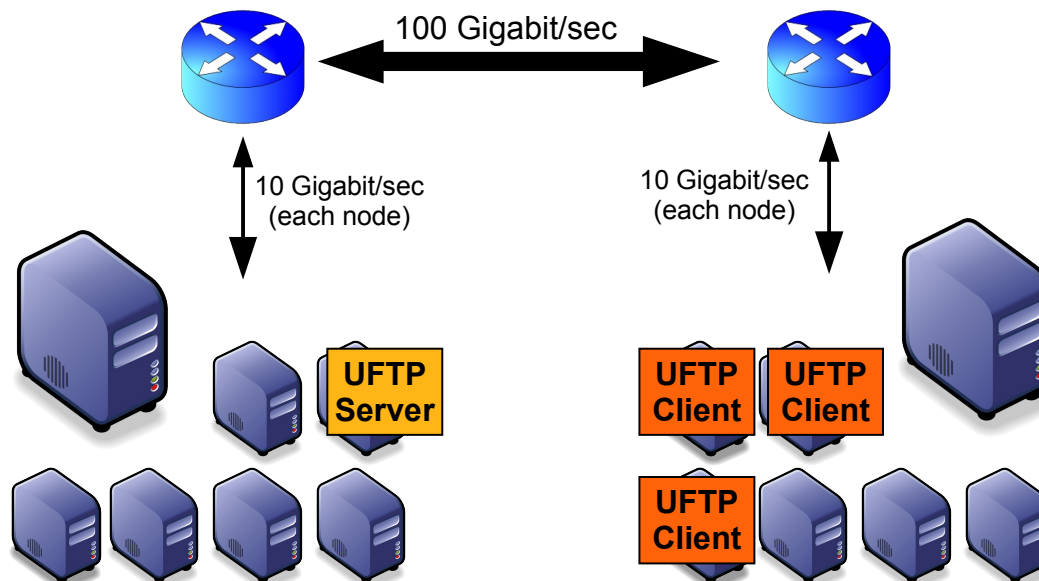 100 Gigabit/sec
10 Gigabit/sec
(each node)
10 Gigabit/sec
(each node)
UFTP
Server
UFTP
Client
UFTP
Client
UFTP
Client